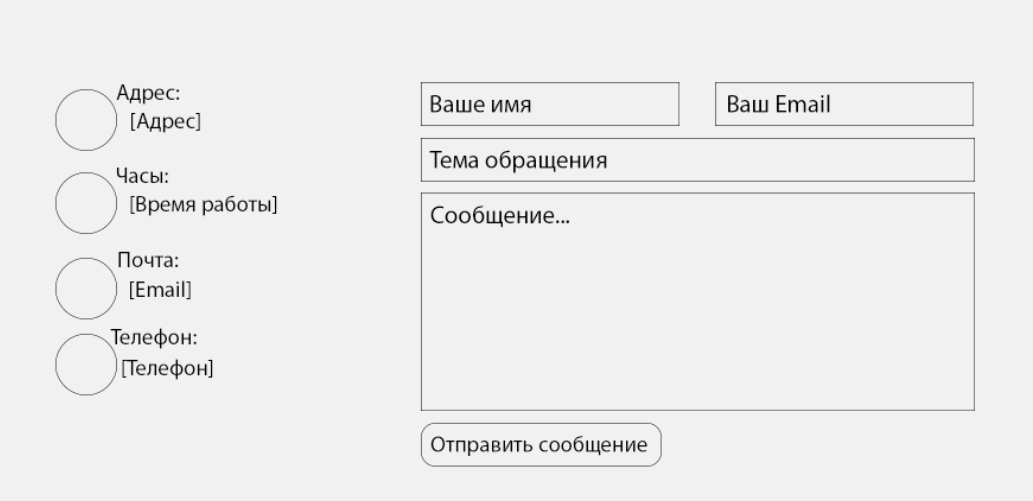 Адрес:
[Адрес]
Часы:
[Время работы]
Почта:
[Email]
Телефон:
[Телефон]
Ваше имя
Ваш Email
Тема обращения
Сообщение...
Отправить сообщение